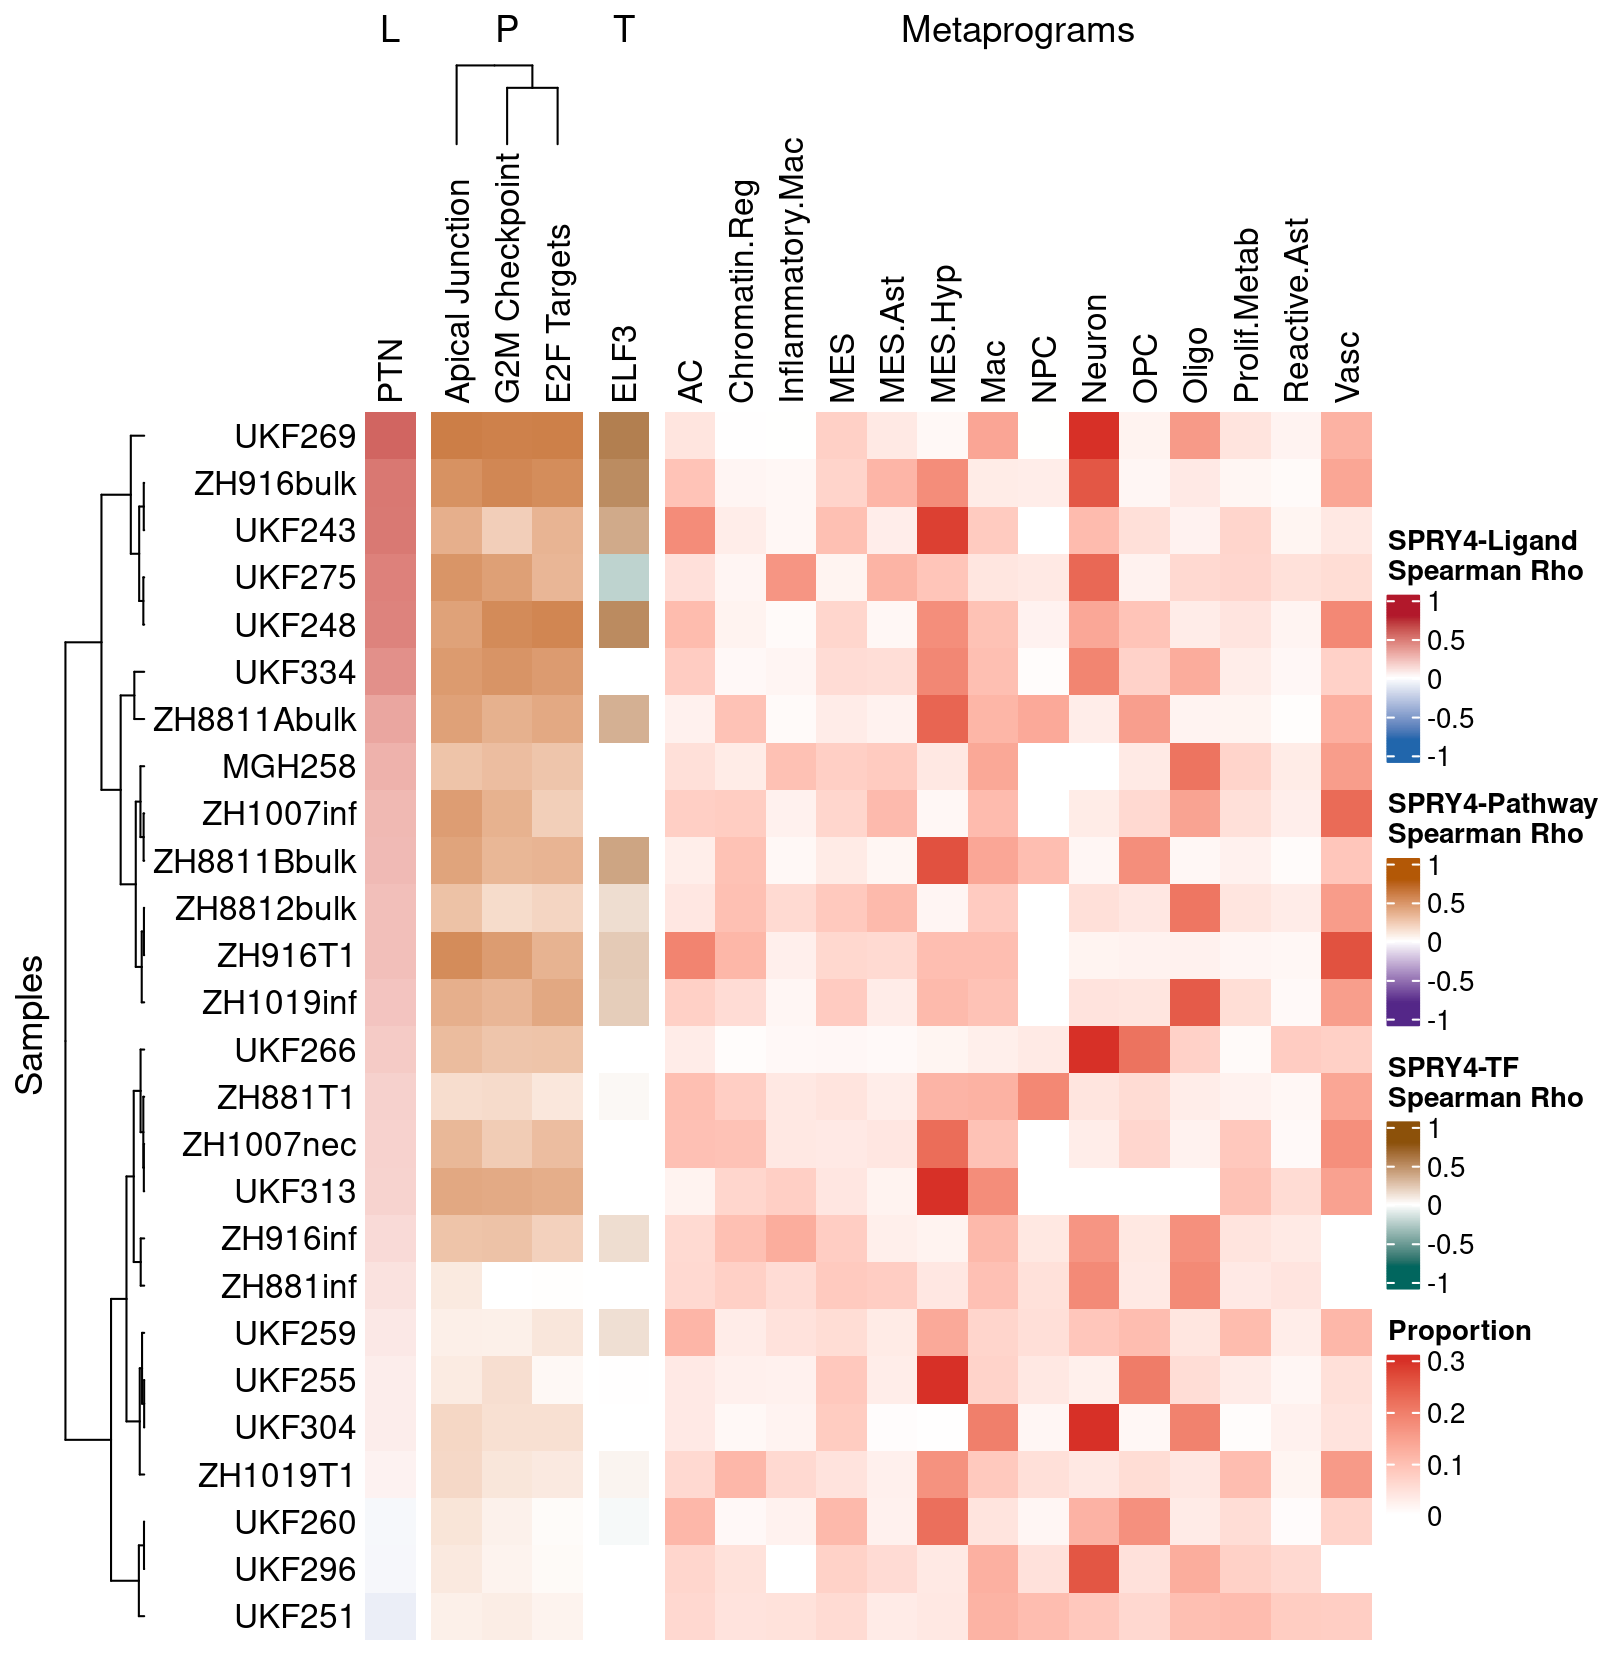 L P T Metaprograms
PTN
Apical Junction
G2M Checkpoint
E2F Targets
ELF3
AC
Chromatin.Reg
Inflammatory.Mac
MES
MES.Ast
MES.Hyp
Mac
NPC
Neuron
OPC
Oligo
Prolif.Metab
Reactive.Ast
Vasc
Samples
UKF269
ZH916bulk
UKF243
UKF275
UKF248
UKF334
ZH8811Abulk
MGH258
ZH1007inf
ZH8811Bbulk
ZH8812bulk
ZH916T1
ZH1019inf
UKF266
ZH881T1
ZH1007nec
UKF313
ZH916inf
ZH881inf
UKF259
UKF255
UKF304
ZH1019T1
UKF260
UKF296
UKF251
SPRY4-Ligand
Spearman Rho
1
0.5
0
-0.5
-1
SPRY4-Pathway
Spearman Rho
1
0.5
0
-0.5
-1
SPRY4-TF
Spearman Rho
1
0.5
0
-0.5
-1
Proportion
0.3
0.2
0.1
0